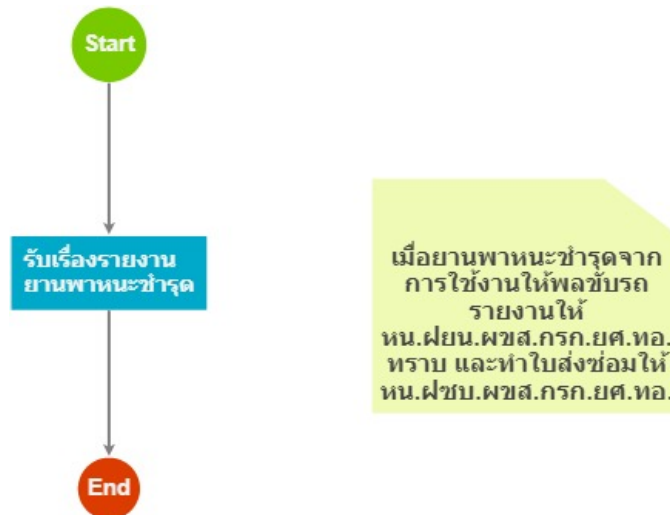 Start
รับเรื่องรายงาน
ยานพาหนะชำรุด
เมื่อยานพาหนะชำรุดจาก
การใช้งานให้พลขับรถ
รายงานให้
หน.ฝยน.ผขส.กรก.ยศ.ทอ.
ทราบ และทำใบส่งซ่อมให้
หน.ฝซบ.ผขส.กรก.ยศ.ทอ.
End